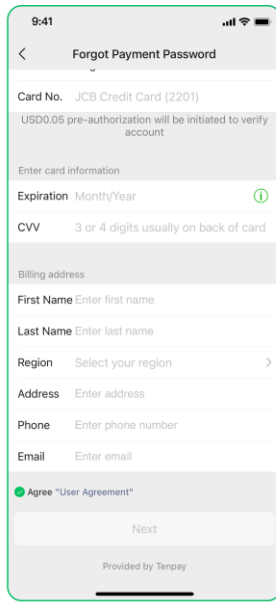 9:41
Forgot Payment Password
Card No. JCB Credit Card (2201)
USD0.05 pre-authorization will be initiated to verify
account
Enter card information
Expiration Month/Year
CVV 3 or 4 digits usually on back of card
Billing address
First Name Enter first name
Last Name Enter last name
Region Select your region
Address Enter address
Phone Enter phone number
Email Enter email
Agree "User Agreement"
Next
Provided by Tenpay